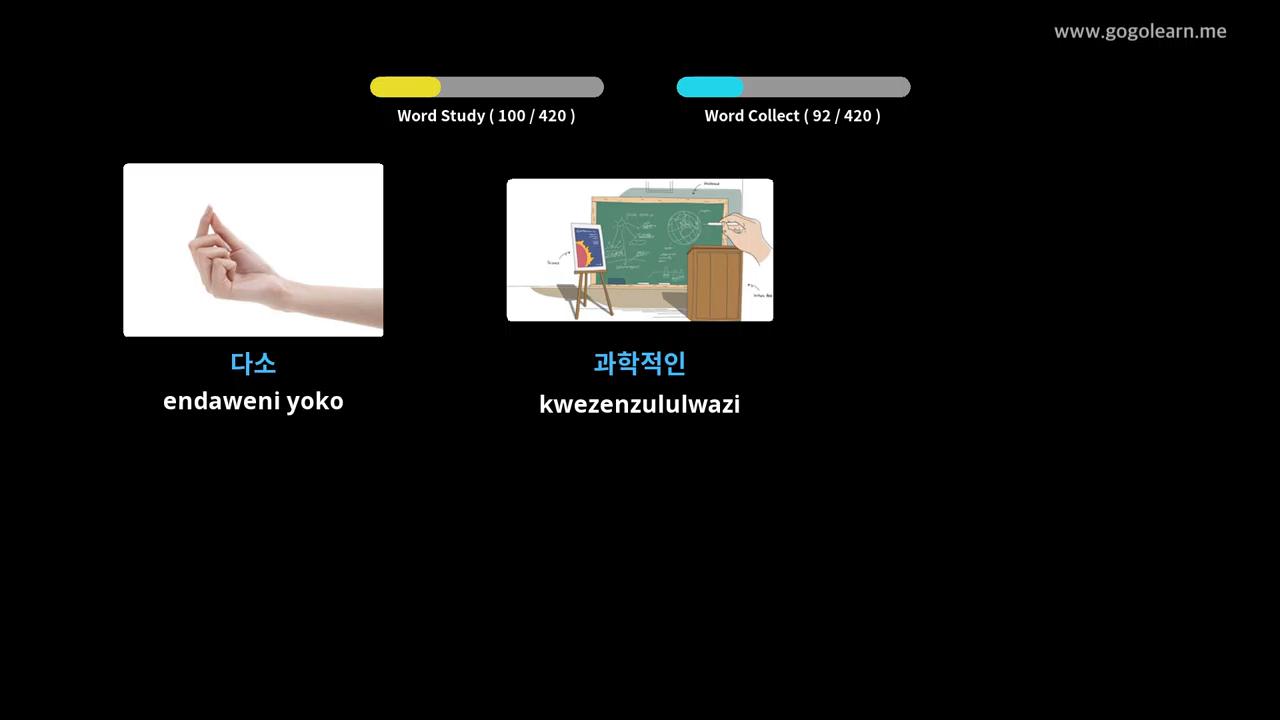 www.gogolearn.me
Word Study ( 100 / 420 )
Word Collect ( 92 / 420 )
다소
endaweni yoko
과학적인
kwezenzululwazi